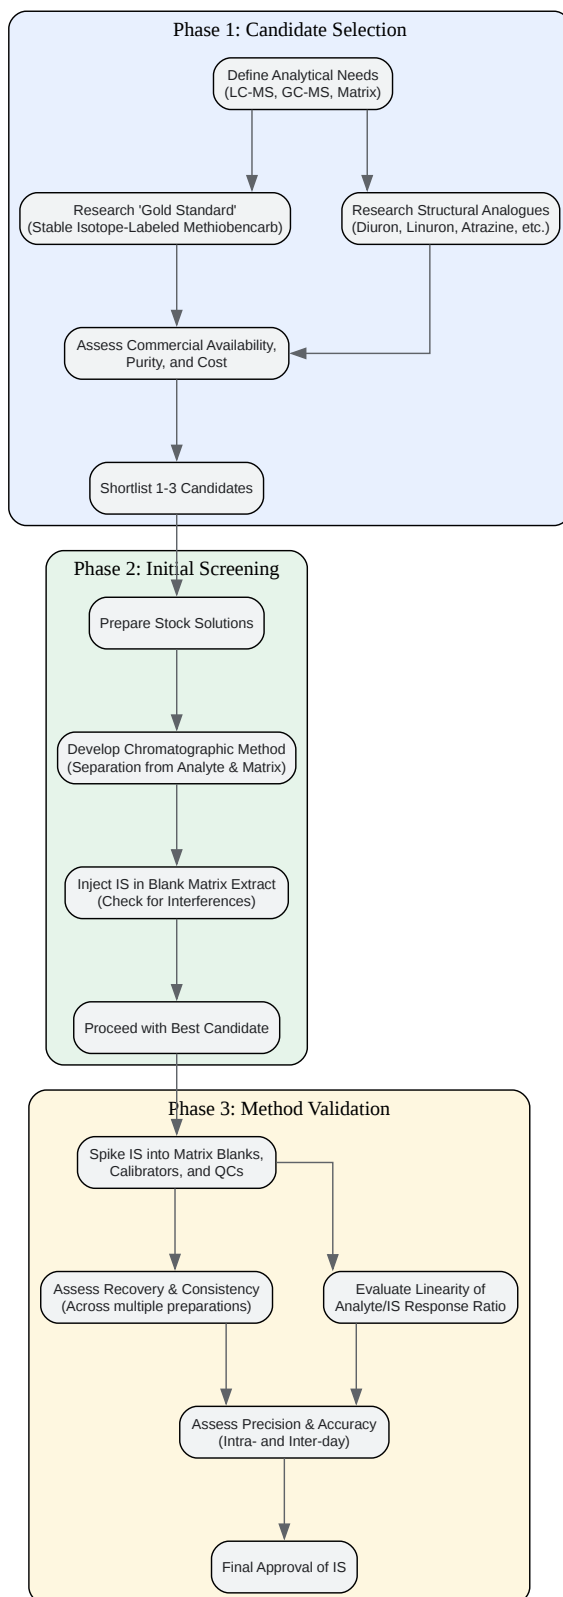 Phase 1: Candidate Selection
Define Analytical Needs
(LC-MS, GC-MS, Matrix)
Research 'Gold Standard'
(Stable Isotope-Labeled Methiobencarb)
Research Structural Analogues
(Diuron, Linuron, Atrazine, etc.)
Assess Commercial Availability,
Purity, and Cost
Shortlist 1-3 Candidates
Phase 2: Initial Screening
Prepare Stock Solutions
Develop Chromatographic Method
(Separation from Analyte & Matrix)
Inject IS in Blank Matrix Extract
(Check for Interferences)
Proceed with Best Candidate
Phase 3: Method Validation
Spike IS into Matrix Blanks,
Calibrators, and QCs
Assess Recovery & Consistency
(Across multiple preparations)
Evaluate Linearity of
Analyte/IS Response Ratio
Assess Precision & Accuracy
(Intra- and Inter-day)
Final Approval of IS